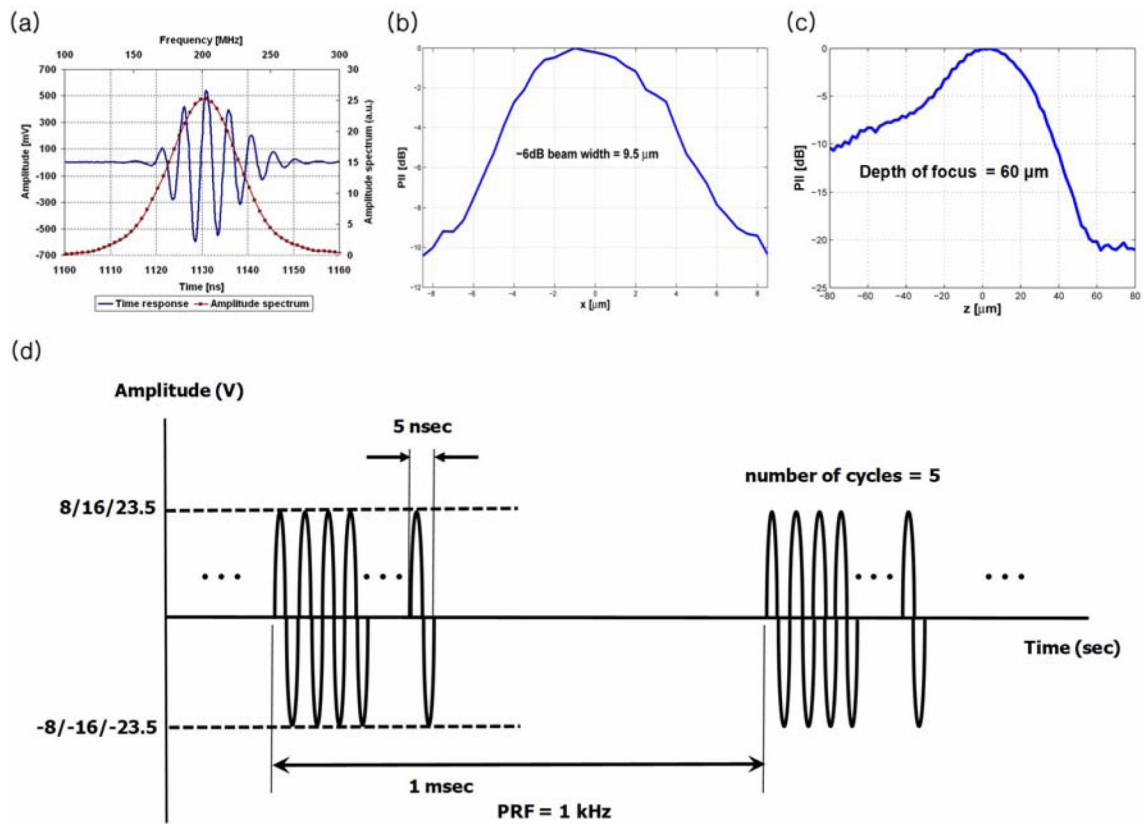 (a)
Frequency [MHz]
100 150 200 250 300
700
500
300
100
-100
-300
-500
-700
Amplitude [mV]
30
25
20
15
10
5
0
Amplitude spectrum (a.u.)
1100 1110 1120 1130 1140 1150 1160
Time [ns]
Time response Amplitude spectrum
(b)
0
−2
−4
−6
−8
−10
−12
PII [dB]
−6dB beam width = 9.5 μm
−8 −6 −4 −2 0 2 4 6 8
x [μm]
(c)
0
−5
−10
−15
−20
−25
PII [dB]
Depth of focus = 60 μm
−80 −60 −40 −20 0 20 40 60 80
z [μm]
(d)
Amplitude (V)
5 nsec
number of cycles = 5
8/16/23.5
Time (sec)
-8/-16/-23.5
1 msec
PRF = 1 kHz